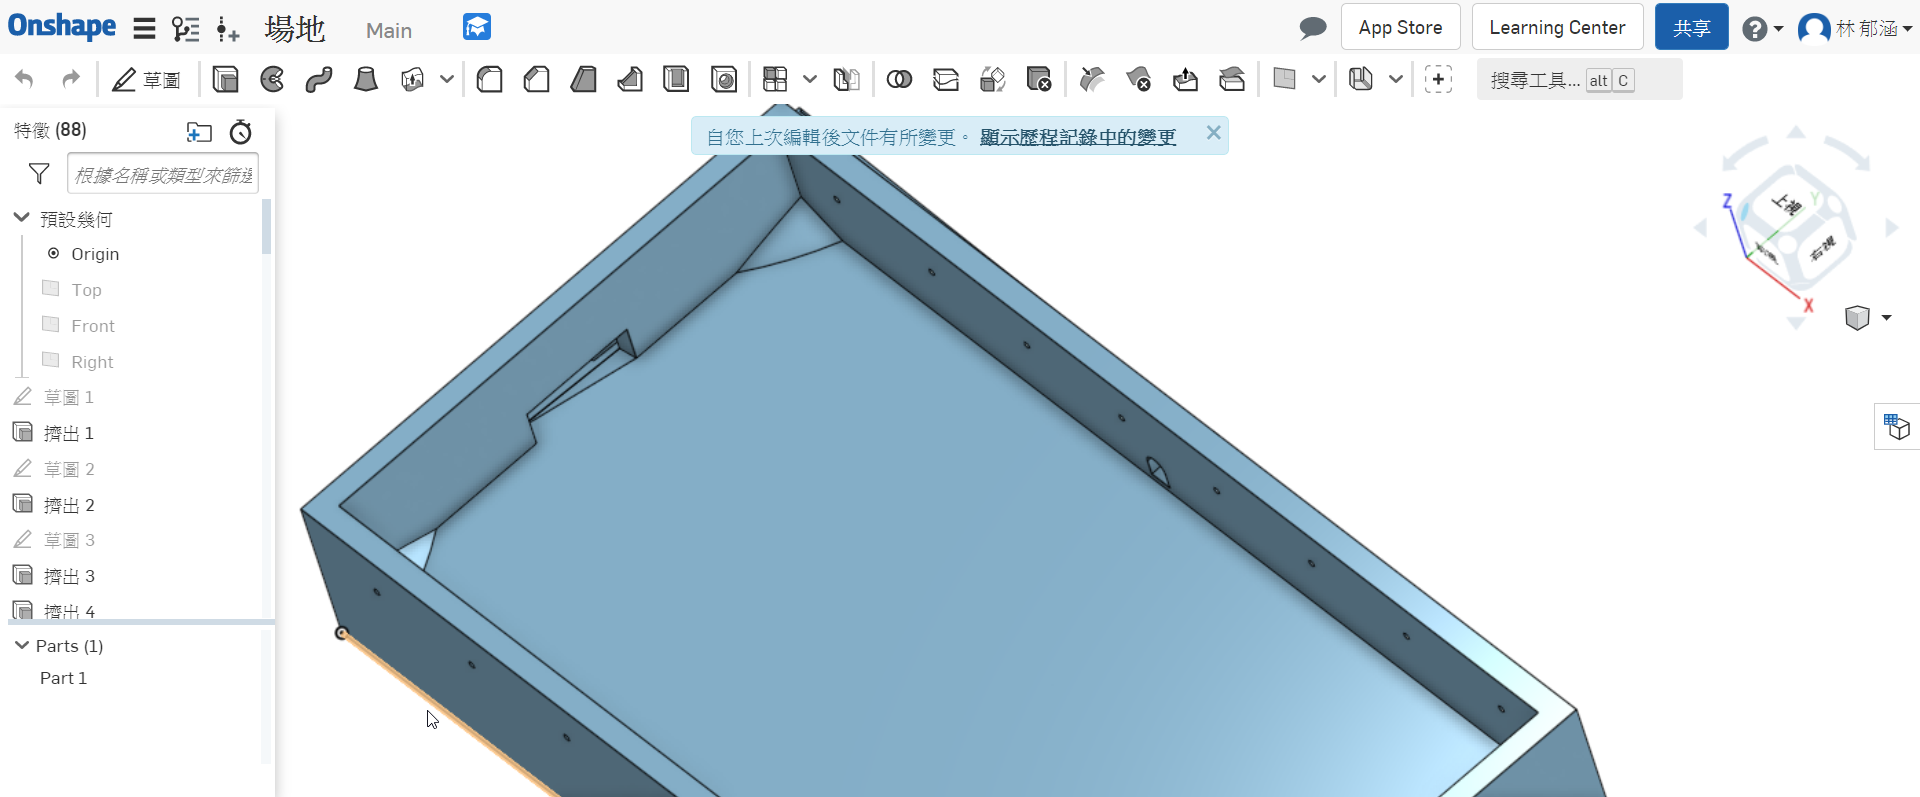 Onshape
場地
Main
App Store
Learning Center
共享
林 郁涵
草圖
搜尋工具... alt C
特徵 (88)
根據名稱或類型來篩選
預設幾何
Origin
Top
Front
Right
草圖 1
擠出 1
草圖 2
擠出 2
草圖 3
擠出 3
擠出 4
Parts (1)
Part 1
自您上次編輯後文件有所變更。 顯示歷程記錄中的變更
Z
上視
Y
右視
X